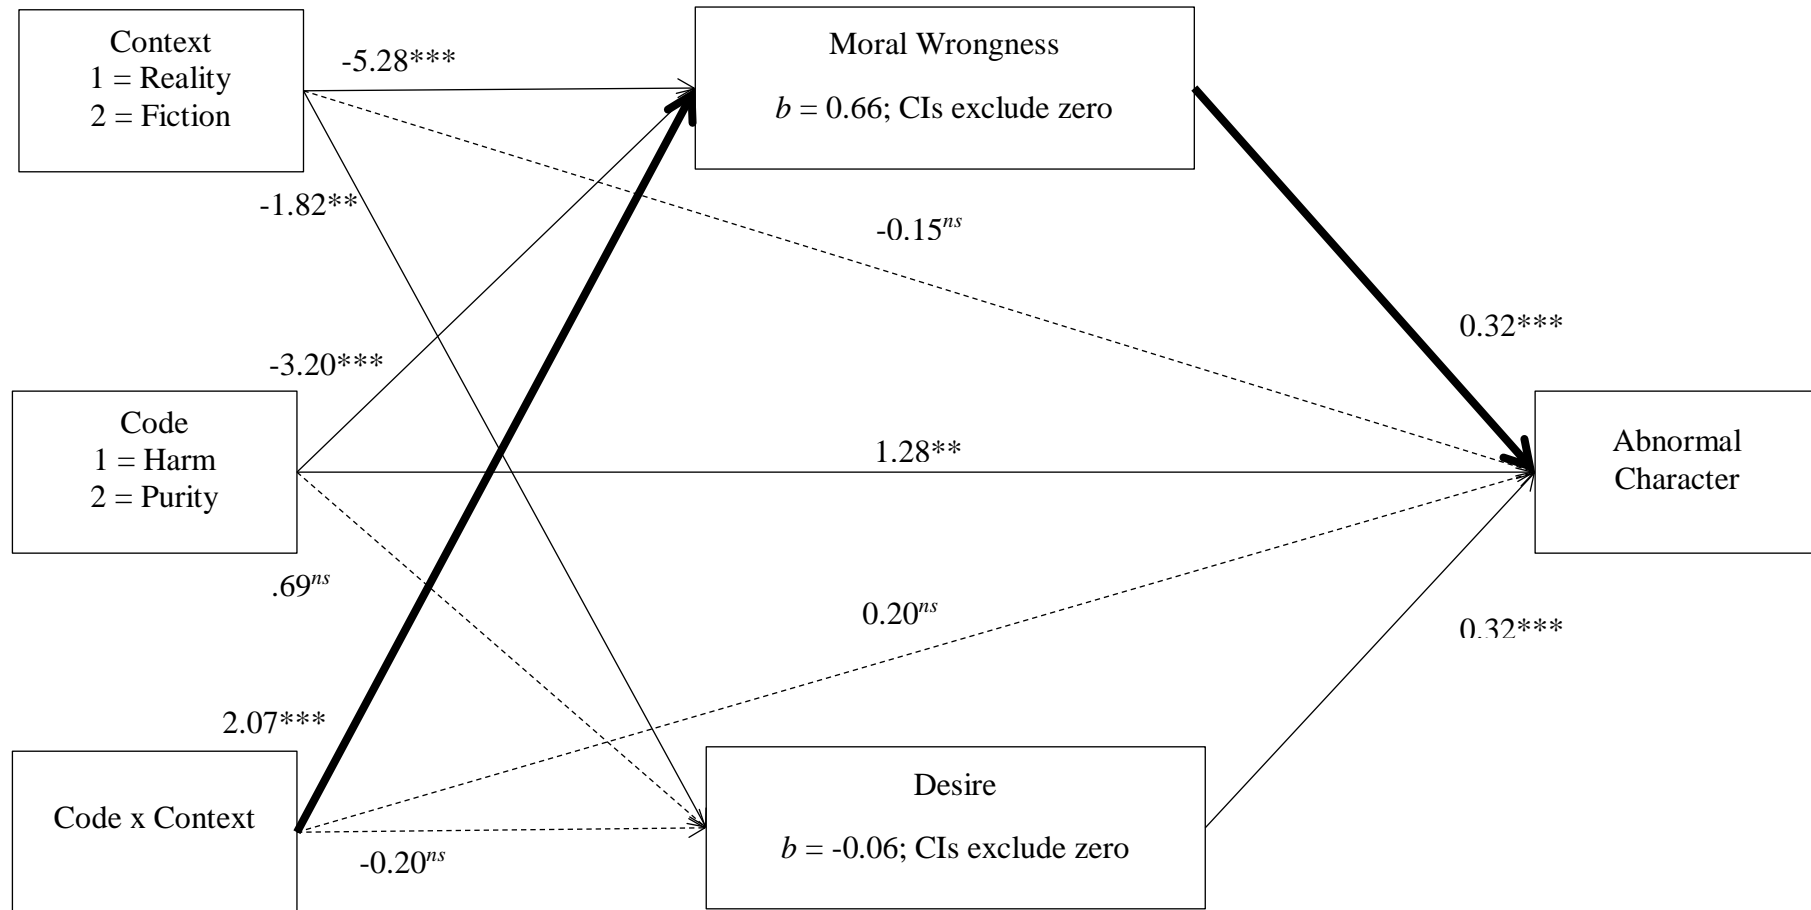 Context
1 = Reality
2 = Fiction
-5.28***
Moral Wrongness
b = 0.66; CIs exclude zero
-1.82**
-0.15ns
0.32***
-3.20***
Code
1 = Harm
2 = Purity
1.28**
Abnormal
Character
.69ns
0.20ns
0.32***
2.07***
Code x Context
-0.20ns
Desire
b = -0.06; CIs exclude zero